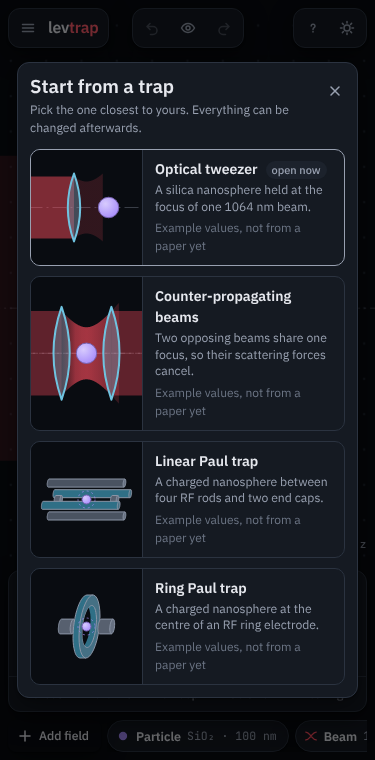 levtrap
?
Start from a trap
Pick the one closest to yours. Everything can be
changed afterwards.
Optical tweezer open now
A silica nanosphere held at the
focus of one 1064 nm beam.
Example values, not from a
paper yet
Counter-propagating
beams
Two opposing beams share one
focus, so their scattering forces
cancel.
Example values, not from a
paper yet
Linear Paul trap
A charged nanosphere between
four RF rods and two end caps.
Example values, not from a
paper yet
Ring Paul trap
A charged nanosphere at the
centre of an RF ring electrode.
Example values, not from a
paper yet
z
Add field
Particle SiO₂ · 100 nm
Beam